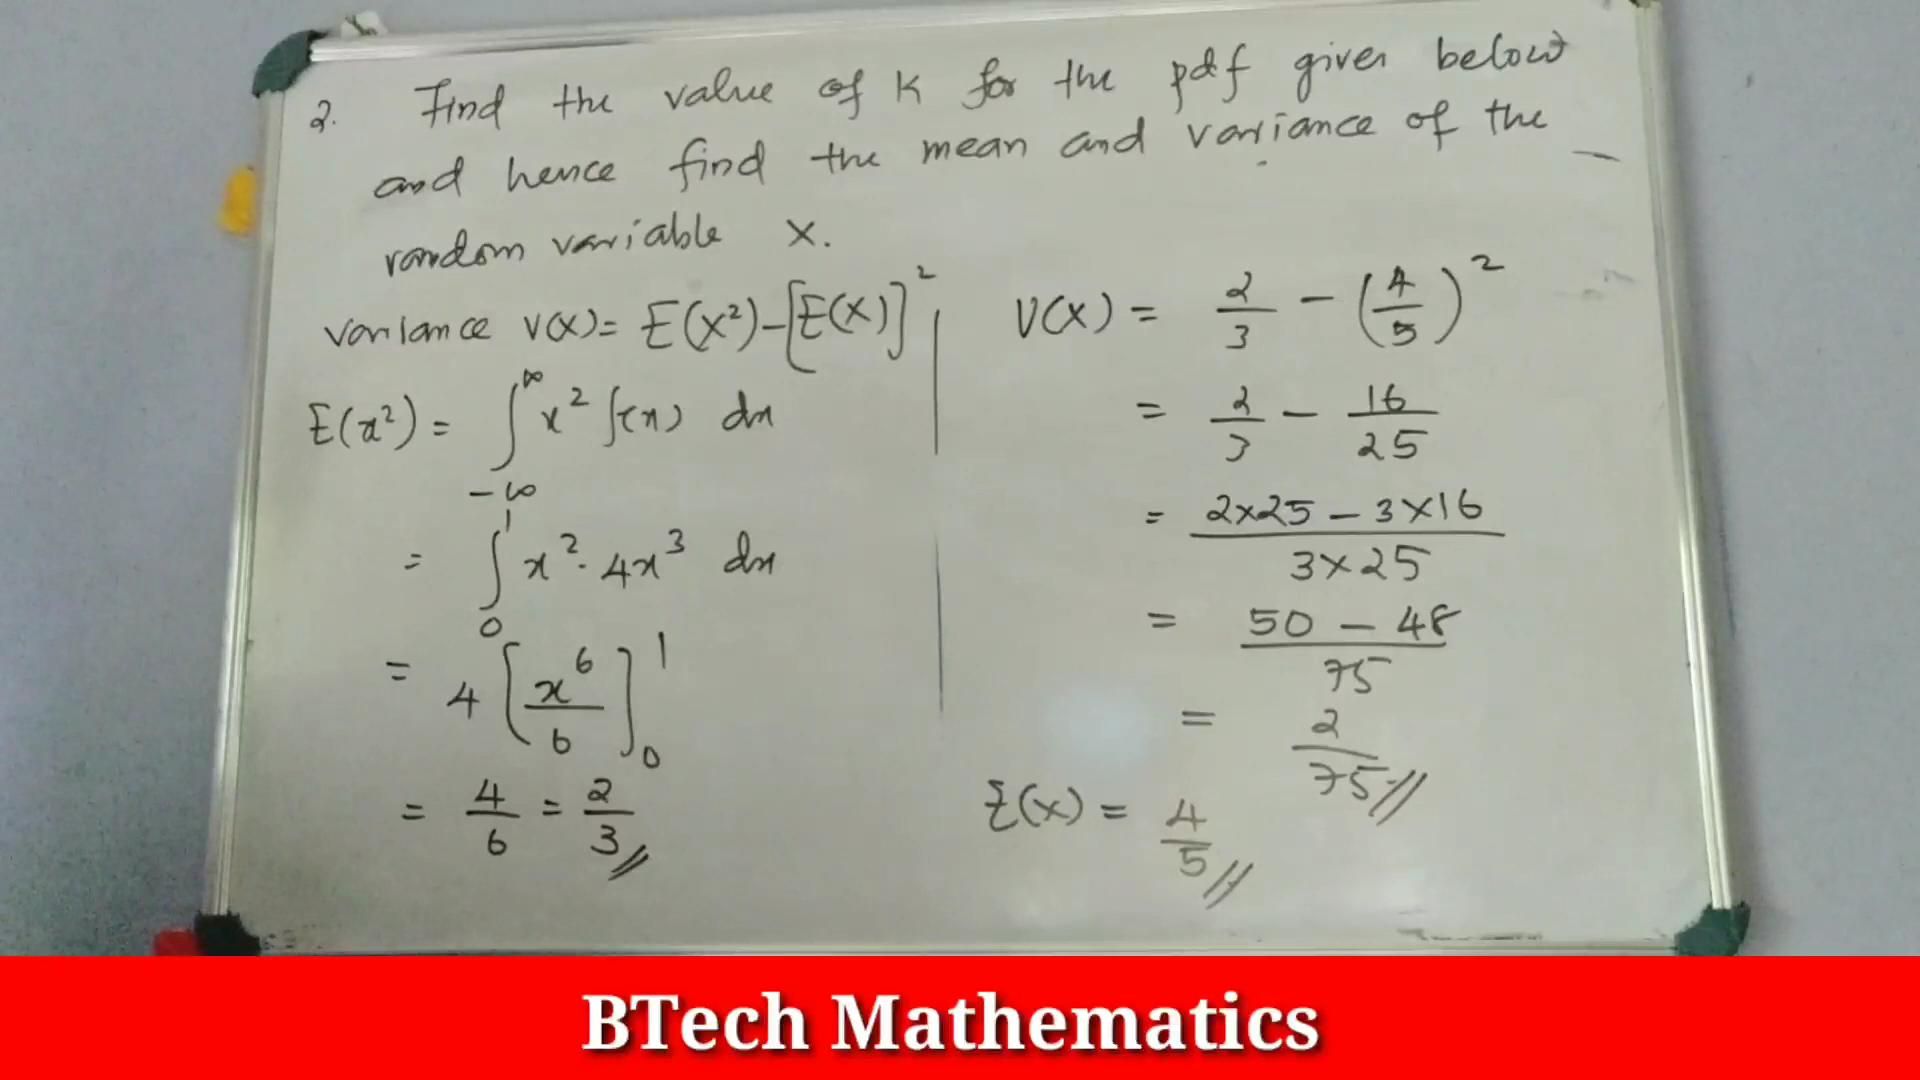 2. Find the value of K for the pdf given below
and hence find the mean and variance of the
random variable X.
variance V(X) = E(X²) - [E(X)]²
E(x²) = ∫_{-∞}^{∞} x² f(x) dx
= ∫_0^1 x² · 4x³ dx
= 4 [x⁶/6]_0^1
= 4/6 = 2/3 //
V(X) = 2/3 - (4/5)²
= 2/3 - 16/25
= (2×25 - 3×16)/(3×25)
= (50 - 48)/75
= 2/75 //
E(X) = 4/5 //
BTech Mathematics